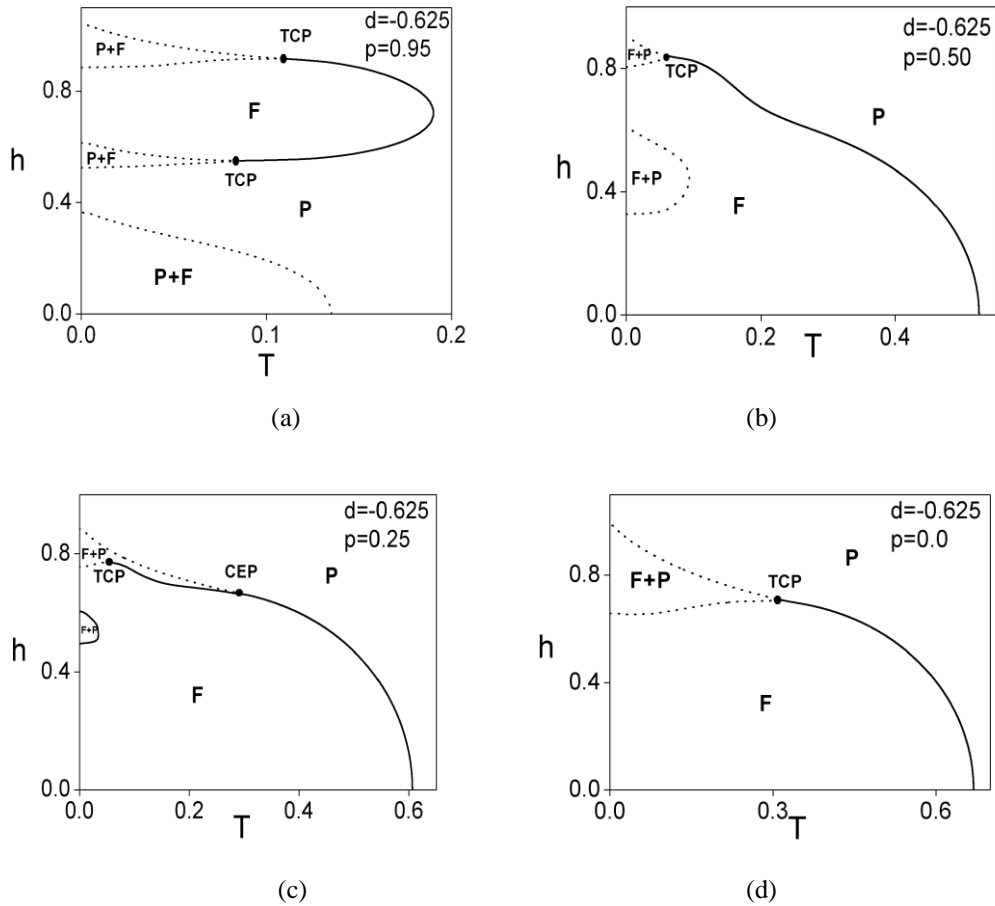 TCP
d=-0.625
p=0.95
P+F
0.8
F
P+F
h
TCP
0.4
P
P+F
0.0
0.0
0.1
0.2
T
(a)
d=-0.625
p=0.50
F+P
0.8
TCP
P
h
0.4
F+P
F
0.0
0.0
0.2
0.4
T
(b)
d=-0.625
p=0.25
0.8
F+P
TCP
CEP
P
F+P
h
0.4
F
0.0
0.0
0.2
0.4
0.6
T
(c)
d=-0.625
p=0.0
0.8
F+P
TCP
P
h
0.4
F
0.0
0.0
0.3
0.6
T
(d)